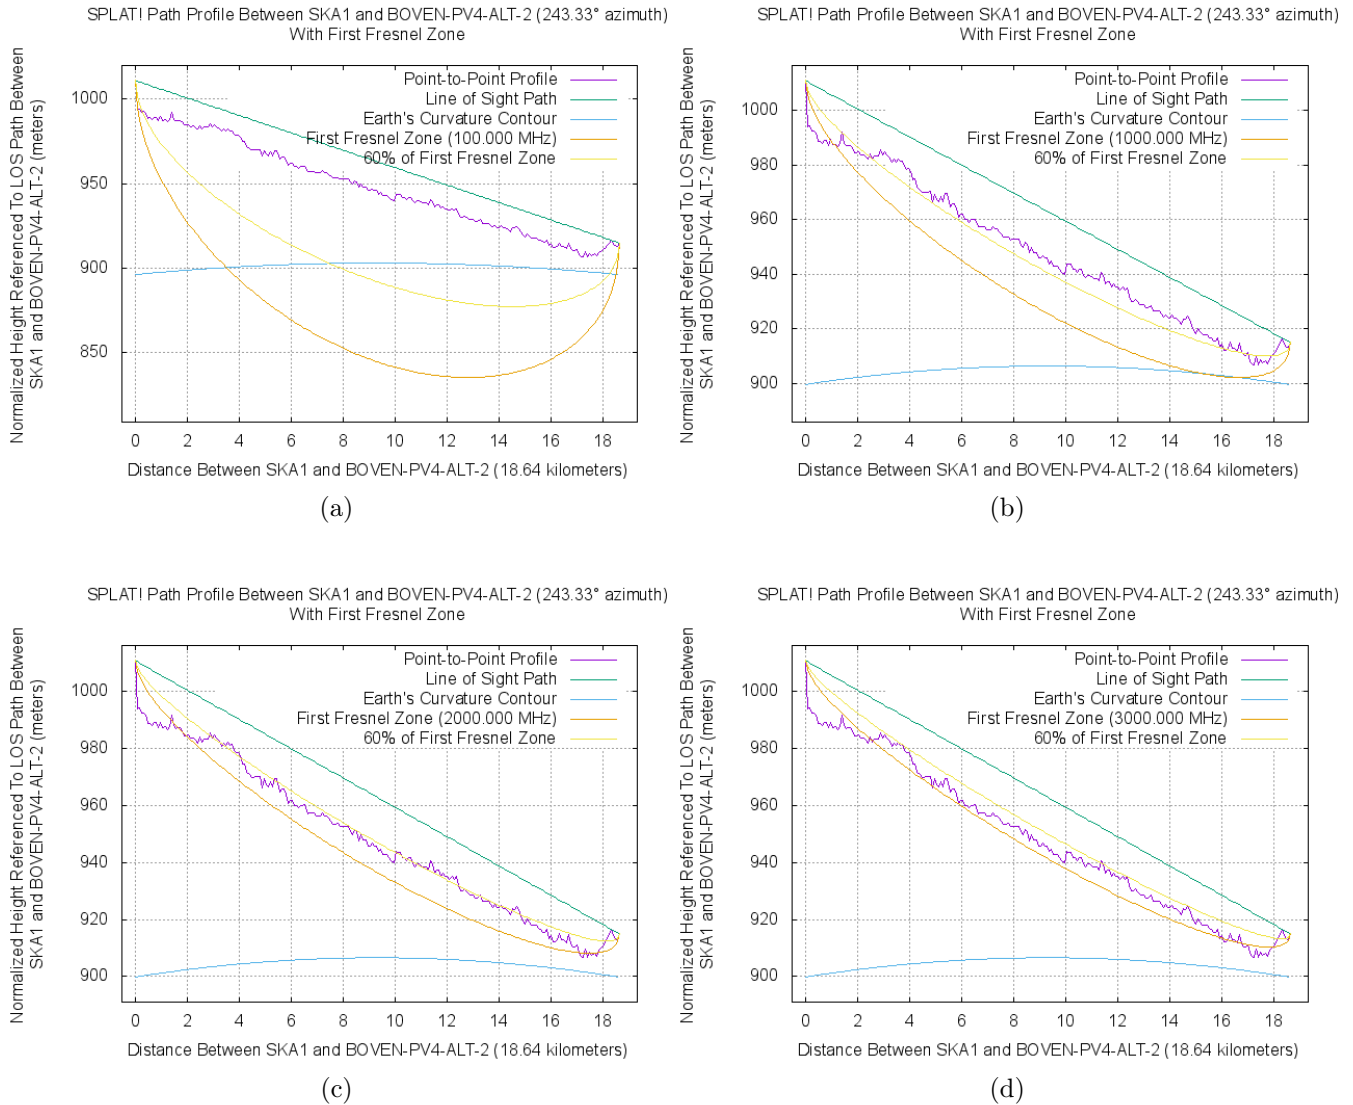 SPLAT! Path Profile Between SKA1 and BOVEN-PV4-ALT-2 (243.33° azimuth)
With First Fresnel Zone
Normalized Height Referenced To LOS Path Between
SKA1 and BOVEN-PV4-ALT-2 (meters)
Point-to-Point Profile
Line of Sight Path
Earth's Curvature Contour
First Fresnel Zone (100.000 MHz)
60% of First Fresnel Zone
1000
950
900
850
0 2 4 6 8 10 12 14 16 18
Distance Between SKA1 and BOVEN-PV4-ALT-2 (18.64 kilometers)
(a)
SPLAT! Path Profile Between SKA1 and BOVEN-PV4-ALT-2 (243.33° azimuth)
With First Fresnel Zone
Normalized Height Referenced To LOS Path Between
SKA1 and BOVEN-PV4-ALT-2 (meters)
Point-to-Point Profile
Line of Sight Path
Earth's Curvature Contour
First Fresnel Zone (1000.000 MHz)
60% of First Fresnel Zone
1000
980
960
940
920
900
0 2 4 6 8 10 12 14 16 18
Distance Between SKA1 and BOVEN-PV4-ALT-2 (18.64 kilometers)
(b)
SPLAT! Path Profile Between SKA1 and BOVEN-PV4-ALT-2 (243.33° azimuth)
With First Fresnel Zone
Normalized Height Referenced To LOS Path Between
SKA1 and BOVEN-PV4-ALT-2 (meters)
Point-to-Point Profile
Line of Sight Path
Earth's Curvature Contour
First Fresnel Zone (2000.000 MHz)
60% of First Fresnel Zone
1000
980
960
940
920
900
0 2 4 6 8 10 12 14 16 18
Distance Between SKA1 and BOVEN-PV4-ALT-2 (18.64 kilometers)
(c)
SPLAT! Path Profile Between SKA1 and BOVEN-PV4-ALT-2 (243.33° azimuth)
With First Fresnel Zone
Normalized Height Referenced To LOS Path Between
SKA1 and BOVEN-PV4-ALT-2 (meters)
Point-to-Point Profile
Line of Sight Path
Earth's Curvature Contour
First Fresnel Zone (3000.000 MHz)
60% of First Fresnel Zone
1000
980
960
940
920
900
0 2 4 6 8 10 12 14 16 18
Distance Between SKA1 and BOVEN-PV4-ALT-2 (18.64 kilometers)
(d)